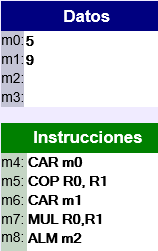 Datos
m0: 5
m1: 9
m2:
m3:
Instrucciones
m4: CAR m0
m5: COP R0, R1
m6: CAR m1
m7: MUL R0,R1
m8: ALM m2